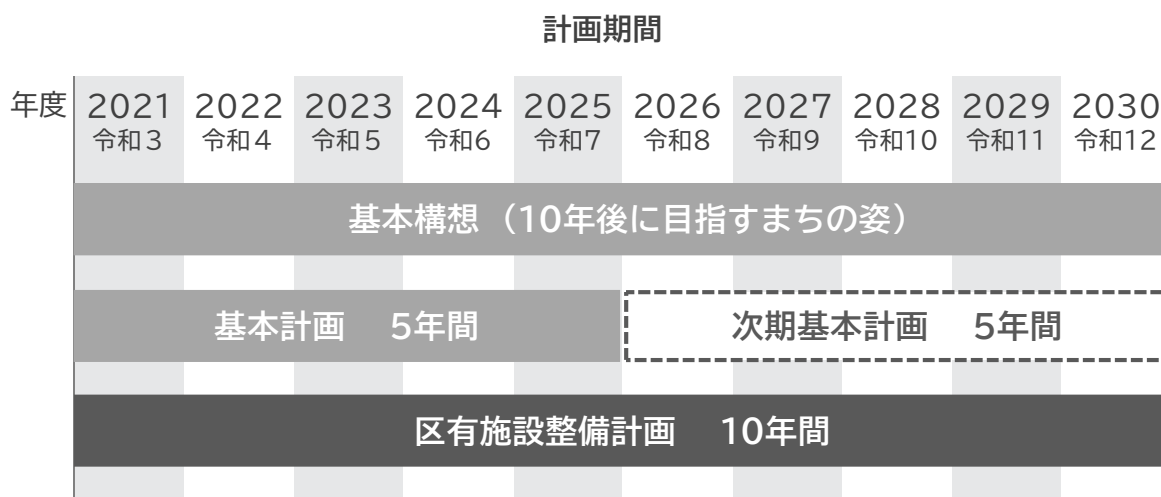 計画期間
年度 2021 2022 2023 2024 2025 2026 2027 2028 2029 2030
令和3 令和4 令和5 令和6 令和7 令和8 令和9 令和10 令和11 令和12
基本構想（10年後に目指すまちの姿）
基本計画　5年間 次期基本計画　5年間
区有施設整備計画　10年間